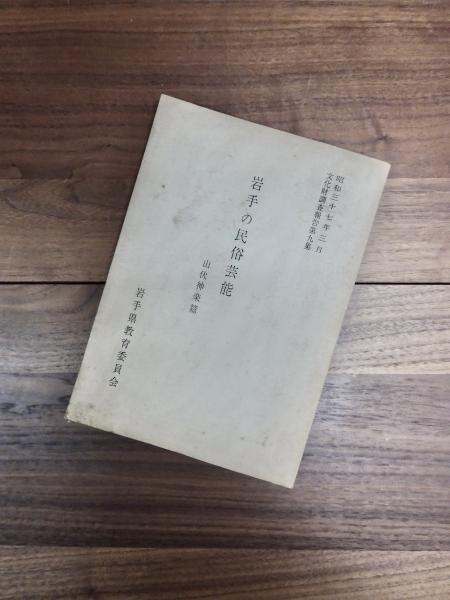 昭和三十七年三月
文化財調査報告第九集
岩手の民俗芸能
山伏神楽篇
岩手県教育委員会